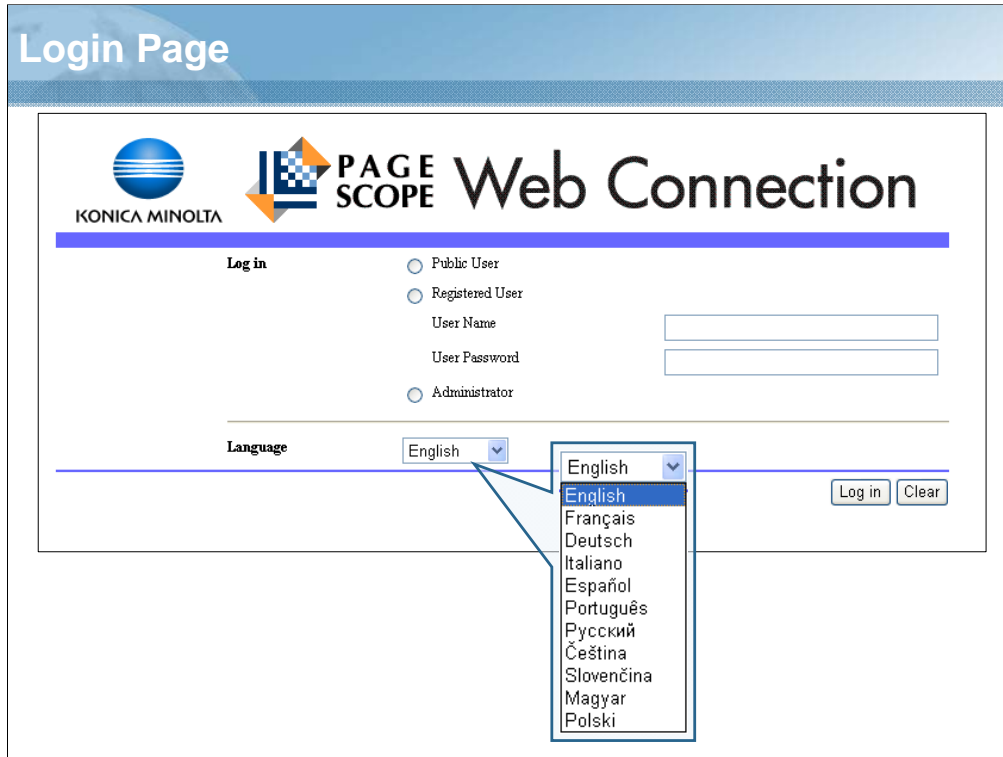 Login Page
KONICA MINOLTA
PAGE
SCOPE
Web Connection
Log in
Public User
Registered User
User Name
User Password
Administrator
Language
English
English
English
Français
Deutsch
Italiano
Español
Português
Русский
Čeština
Slovenčina
Magyar
Polski
Log in
Clear